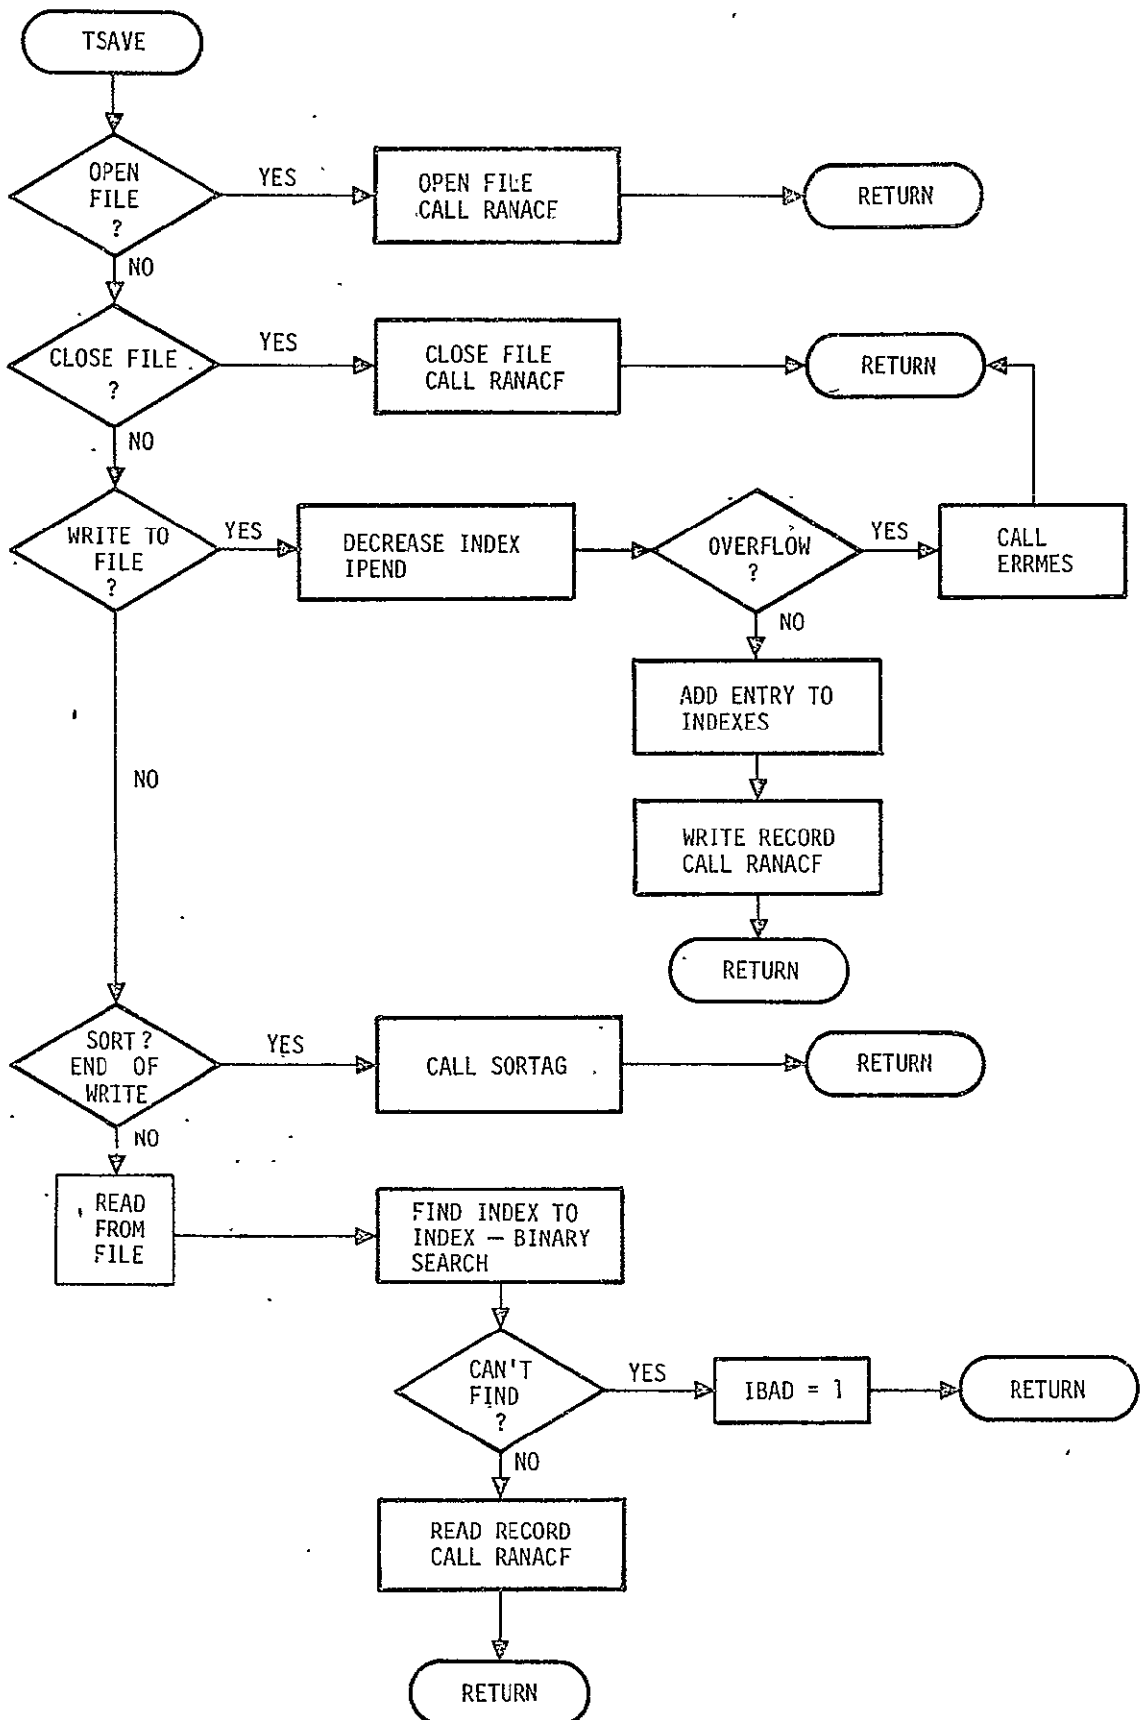 TSAVE
OPEN
FILE
?
YES
OPEN FILE
CALL RANACF
RETURN
NO
CLOSE FILE
?
YES
CLOSE FILE
CALL RANACF
RETURN
NO
WRITE TO
FILE
?
YES
DECREASE INDEX
IPEND
OVERFLOW
?
YES
CALL
ERRMES
NO
ADD ENTRY TO
INDEXES
WRITE RECORD
CALL RANACF
RETURN
NO
SORT?
END OF
WRITE
YES
CALL SORTAG
RETURN
NO
READ
FROM
FILE
FIND INDEX TO
INDEX — BINARY
SEARCH
CAN'T
FIND
?
YES
IBAD = 1
RETURN
NO
READ RECORD
CALL RANACF
RETURN